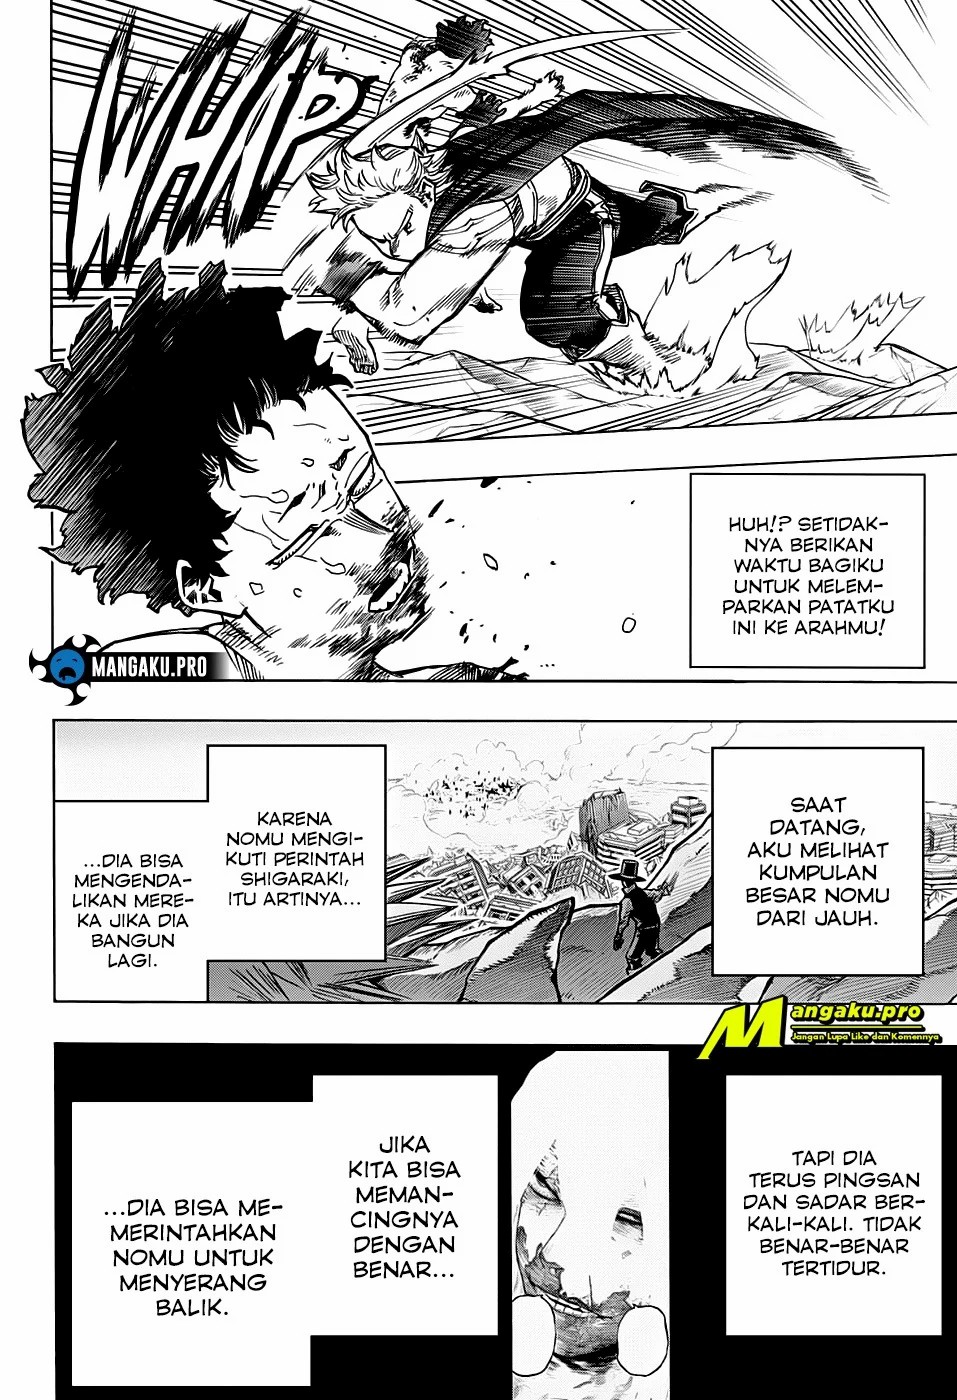 WHAP
HUH!? SETIDAK-
NYA BERIKAN
WAKTU BAGIKU
UNTUK MELEM-
PARKAN PATATKU
INI KE ARAHMU!
MANGAKU.PRO
SAAT
DATANG,
AKU MELIHAT
KUMPULAN
BESAR NOMU
DARI JAUH.
KARENA
NOMU MENGI-
KUTI PERINTAH
SHIGARAKI,
ITU ARTINYA...
...DIA BISA
MENGENDA-
LIKAN MERE-
KA JIKA DIA
BANGUN
LAGI.
Mangaku.pro
Jangan Lupa Like dan Komennya
TAPI DIA
TERUS PINGSAN
DAN SADAR BER-
KALI-KALI. TIDAK
BENAR-BENAR
TERTIDUR.
JIKA
KITA BISA
MEMAN-
CINGNYA
DENGAN
BENAR...
...DIA BISA ME-
MERINTAHKAN
NOMU UNTUK
MENYERANG
BALIK.